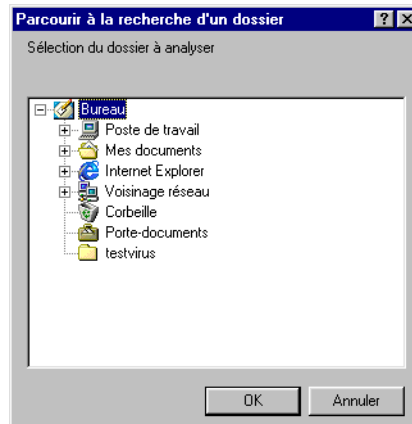 Parcourir à la recherche d'un dossier
Sélection du dossier à analyser
Bureau
Poste de travail
Mes documents
Internet Explorer
Voisinage réseau
Corbeille
Porte-documents
testvirus
OK Annuler